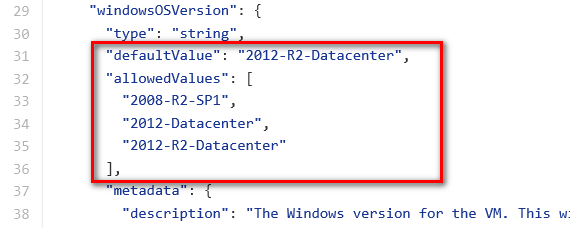 29 "windowsOSVersion": {
30 "type": "string",
31 "defaultValue": "2012-R2-Datacenter",
32 "allowedValues": [
33 "2008-R2-SP1",
34 "2012-Datacenter",
35 "2012-R2-Datacenter"
36 ],
37 "metadata": {
38 "description": "The Windows version for the VM. This